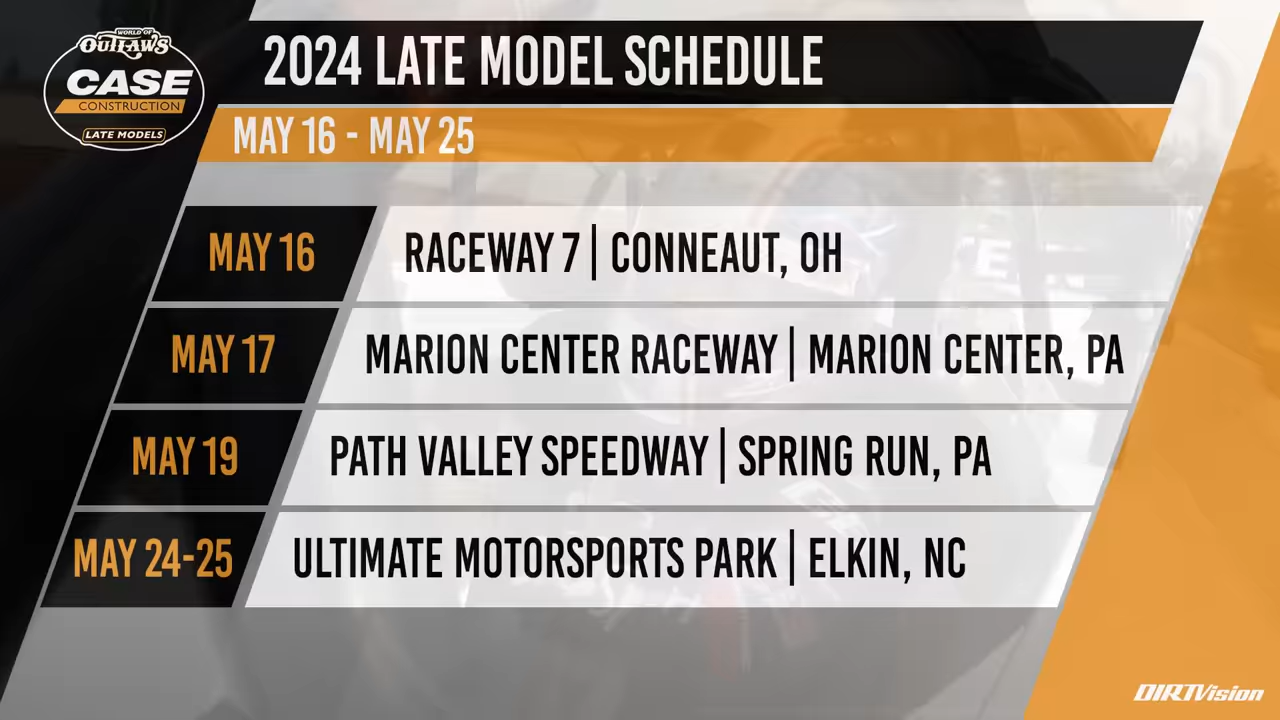 WORLD OF
OUTLAWS
CASE
CONSTRUCTION
LATE MODELS
2024 LATE MODEL SCHEDULE
MAY 16 - MAY 25
MAY 16 RACEWAY 7 | CONNEAUT, OH
MAY 17 MARION CENTER RACEWAY | MARION CENTER, PA
MAY 19 PATH VALLEY SPEEDWAY | SPRING RUN, PA
MAY 24-25 ULTIMATE MOTORSPORTS PARK | ELKIN, NC
DIRTVision